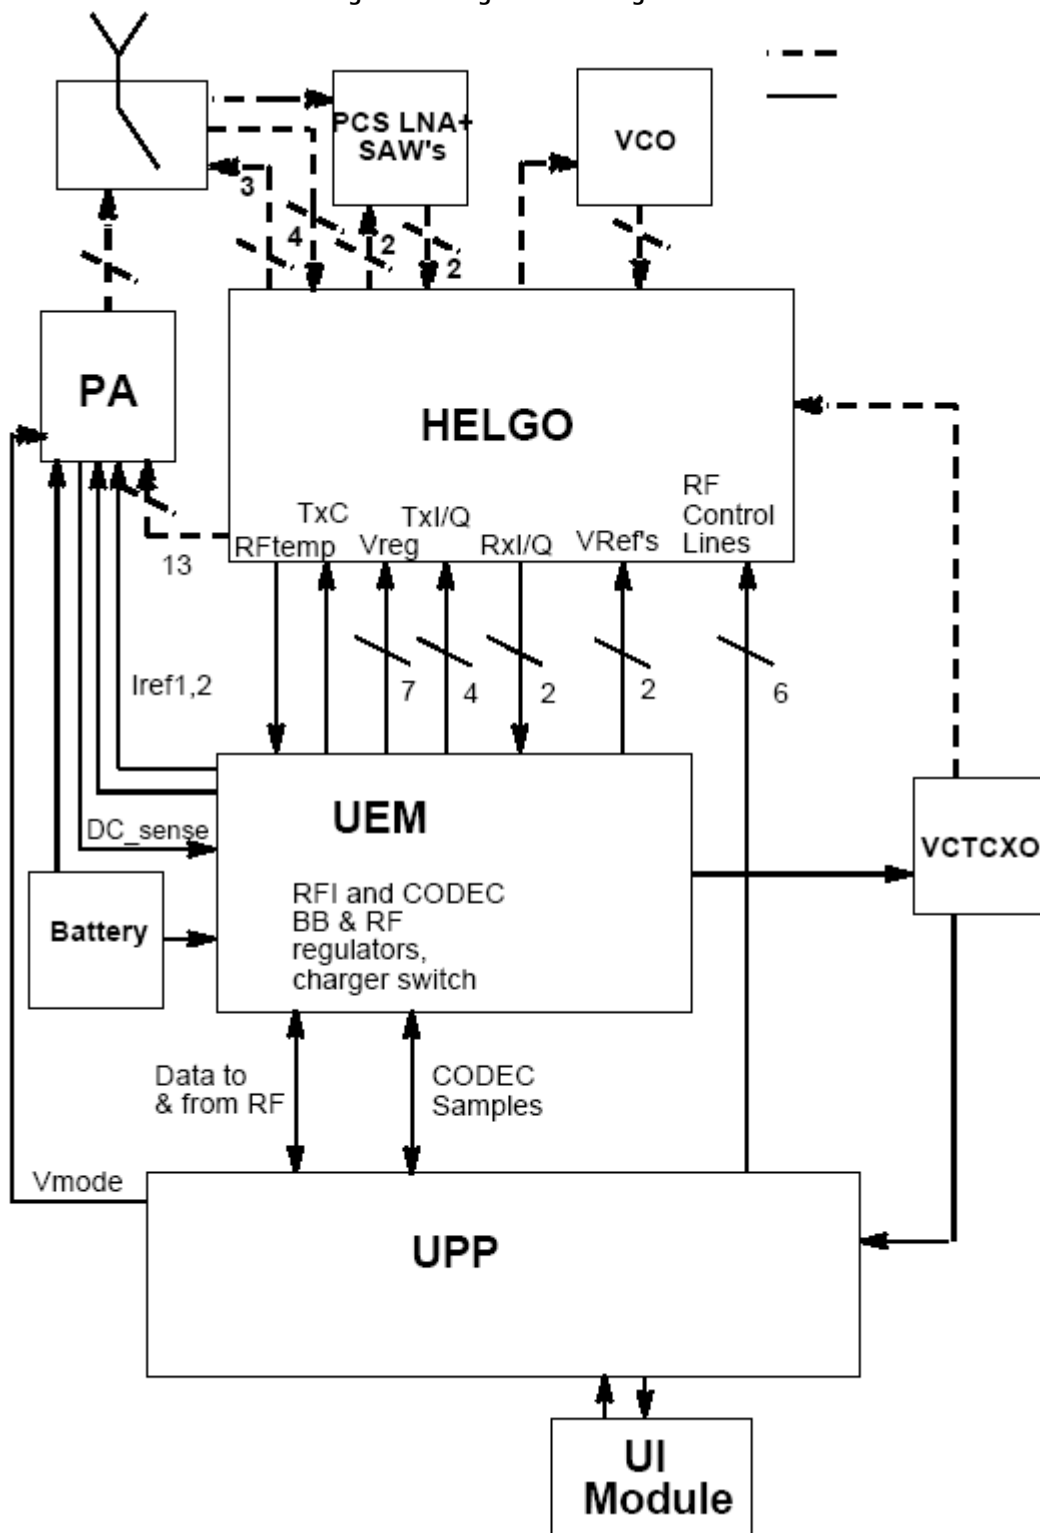 PCS LNA+
SAW's
VCO
3
4
2
2
PA
HELGO
TxC
TxI/Q
RF
Control
Lines
RFtemp
Vreg
RxI/Q
VRef's
13
7
4
2
2
6
Iref1,2
UEM
DC_sense
VCTCXO
RFI and CODEC
BB & RF
regulators,
charger switch
Battery
Data to
& from RF
CODEC
Samples
Vmode
UPP
UI
Module